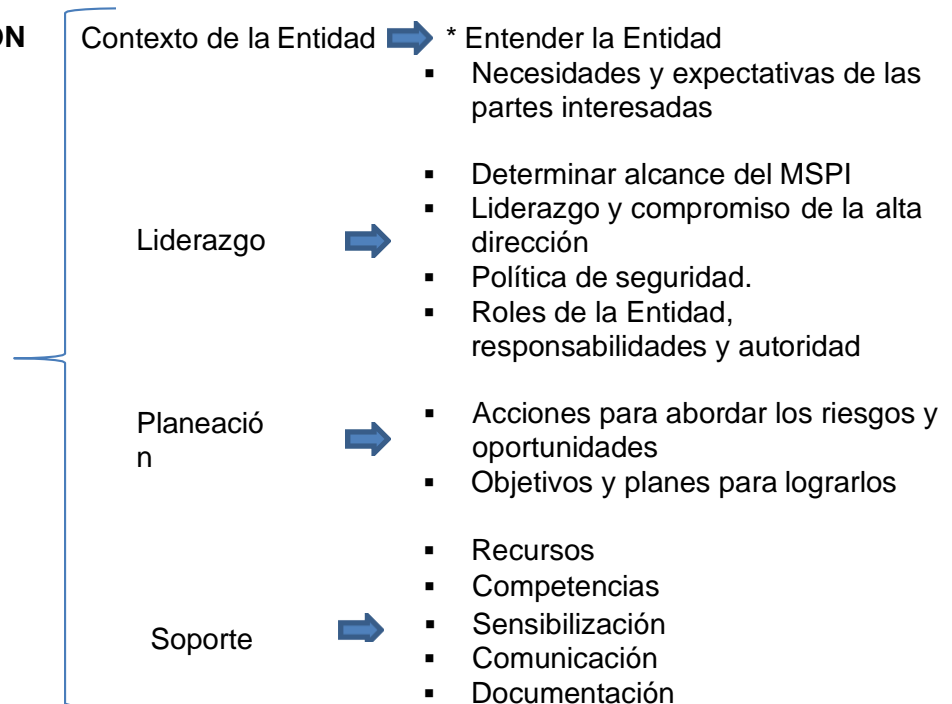 ÓN
Contexto de la Entidad * Entender la Entidad
▪ Necesidades y expectativas de las
partes interesadas
▪ Determinar alcance del MSPI
▪ Liderazgo y compromiso de la alta
dirección
Liderazgo
▪ Política de seguridad.
▪ Roles de la Entidad,
responsabilidades y autoridad
Planeació
n
▪ Acciones para abordar los riesgos y
oportunidades
▪ Objetivos y planes para lograrlos
Soporte
▪ Recursos
▪ Competencias
▪ Sensibilización
▪ Comunicación
▪ Documentación